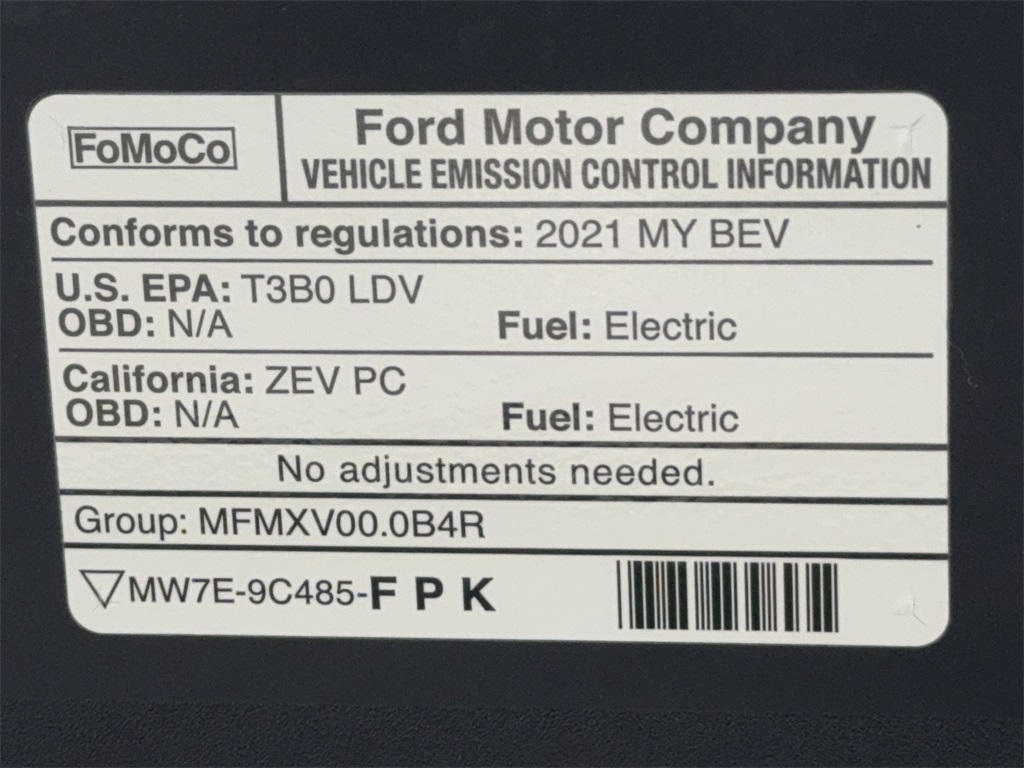 FoMoCo
Ford Motor Company
VEHICLE EMISSION CONTROL INFORMATION
Conforms to regulations: 2021 MY BEV
U.S. EPA: T3B0 LDV
OBD: N/A Fuel: Electric
California: ZEV PC
OBD: N/A Fuel: Electric
No adjustments needed.
Group: MFMXV00.0B4R
MW7E-9C485-FPK